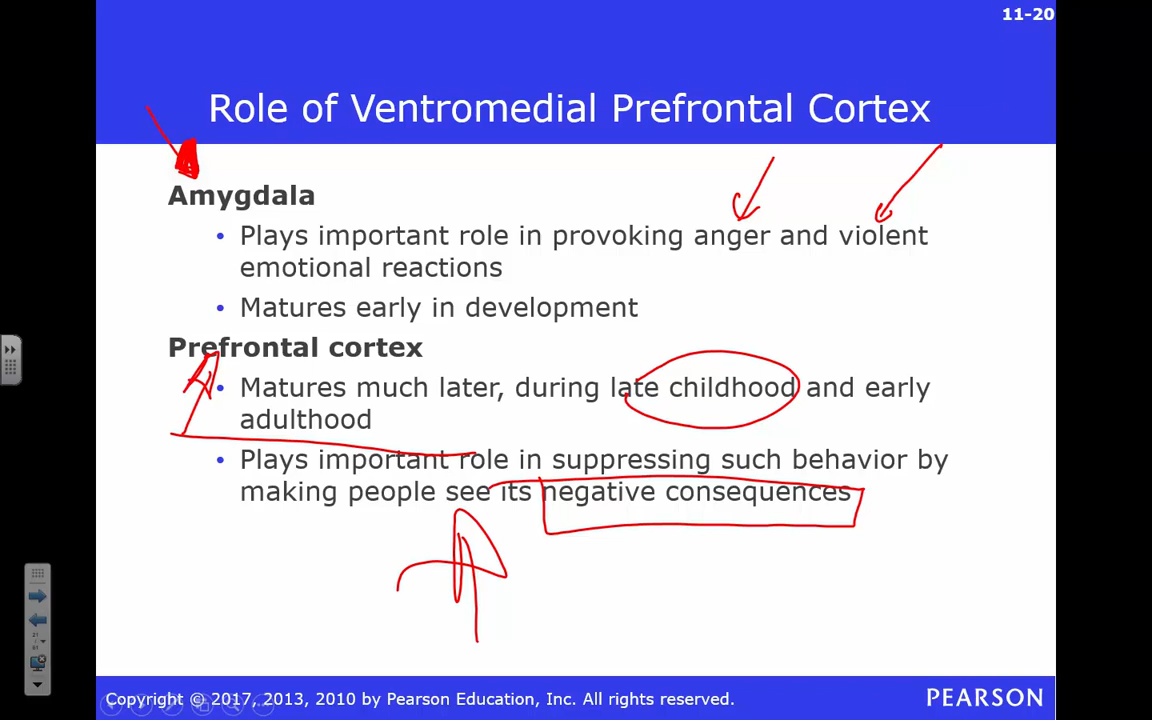 11-20
Role of Ventromedial Prefrontal Cortex
Amygdala
• Plays important role in provoking anger and violent
emotional reactions
• Matures early in development
Prefrontal cortex
• Matures much later, during late childhood and early
adulthood
• Plays important role in suppressing such behavior by
making people see its negative consequences
Copyright © 2017, 2013, 2010 by Pearson Education, Inc. All rights reserved.
PEARSON